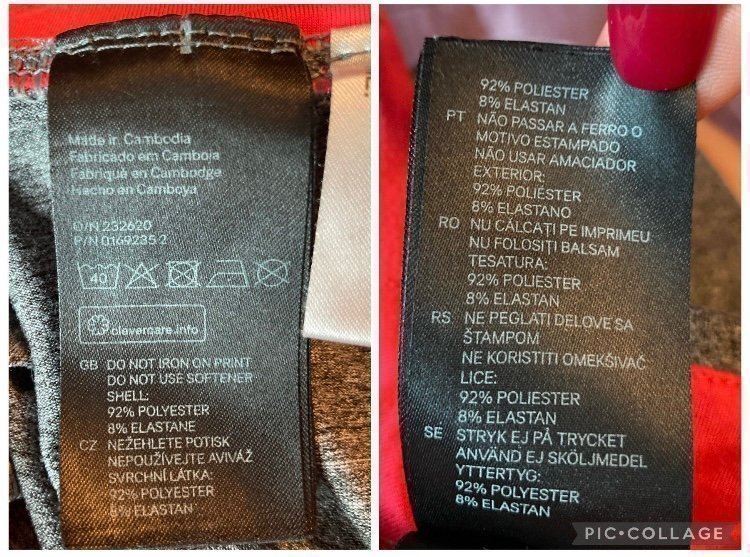 Made in Cambodia
Fabricado em Camboja
Fabriqué en Cambodge
Hecho en Camboya
O/N 232620
P/N 0169235-2
40
clevercare.info
GB DO NOT IRON ON PRINT
DO NOT USE SOFTENER
SHELL:
92% POLYESTER
8% ELASTANE
CZ NEŽEHLETE POTISK
NEPOUŽÍVEJTE AVIVÁŽ
SVRCHNÍ LÁTKA:
92% POLYESTER
8% ELASTAN
92% POLIESTER
8% ELASTAN
PT NÃO PASSAR A FERRO O
MOTIVO ESTAMPADO
NÃO USAR AMACIADOR
EXTERIOR:
92% POLIÉSTER
8% ELASTANO
RO NU CĂLCAȚI PE IMPRIMEU
NU FOLOSIȚI BALSAM
TESATURA:
92% POLIESTER
8% ELASTAN
RS NE PEGLATI DELOVE SA
ŠTAMPOM
NE KORISTITI OMEKŠIVAČ
LICE:
92% POLIESTER
8% ELASTAN
SE STRYK EJ PÅ TRYCKET
ANVÄND EJ SKÖLJMEDEL
YTTERTYG:
92% POLYESTER
8% ELASTAN
PIC•COLLAGE